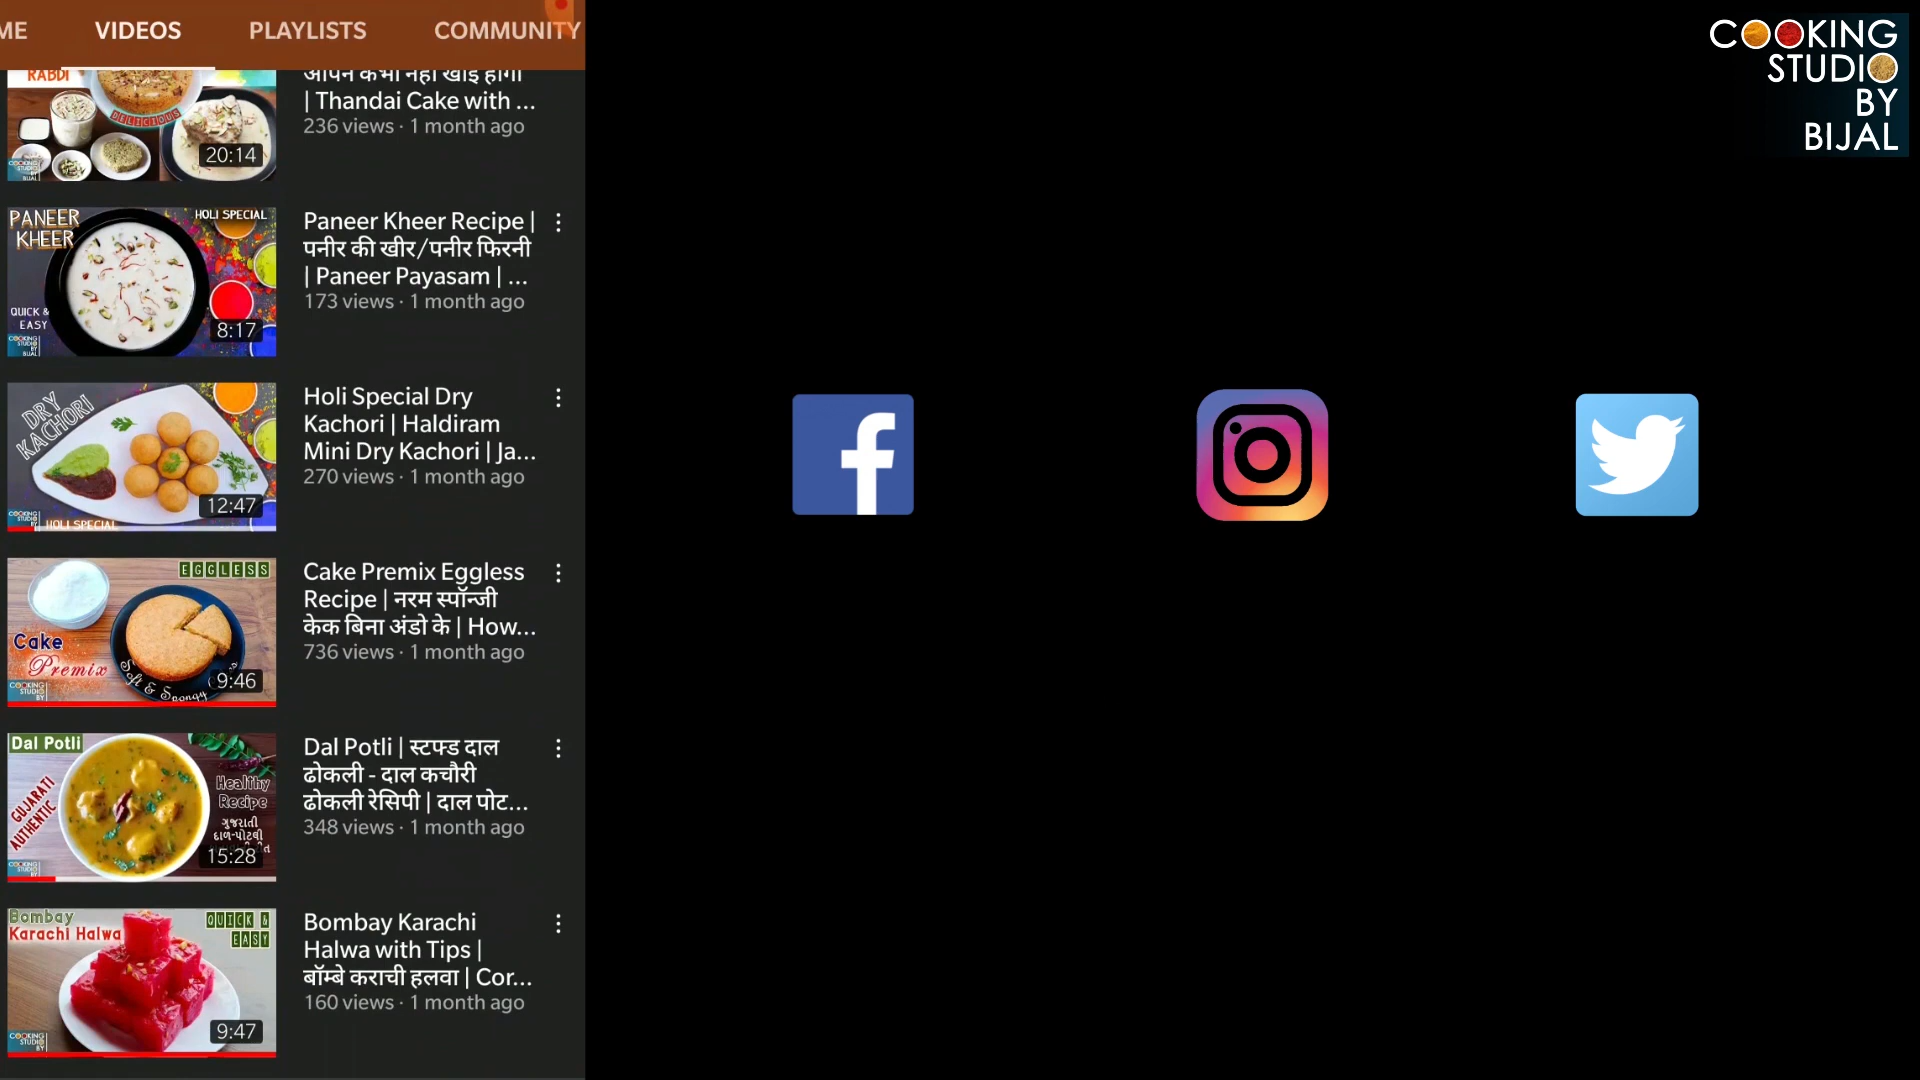 ME VIDEOS PLAYLISTS COMMUNITY
RABDI
DELICIOUS
20:14
आपने कभी नहीं खाई होगी
| Thandai Cake with ...
236 views · 1 month ago
PANEER
KHEER
HOLI SPECIAL
QUICK &
EASY
8:17
Paneer Kheer Recipe |
पनीर की खीर/पनीर फिरनी
| Paneer Payasam | ...
173 views · 1 month ago
DRY
KACHORI
12:47
HOLI SPECIAL
Holi Special Dry
Kachori | Haldiram
Mini Dry Kachori | Ja...
270 views · 1 month ago
EGGLESS
Cake
Premix
Soft & Spongy
9:46
Cake Premix Eggless
Recipe | नरम स्पॉन्जी
केक बिना अंडो के | How...
736 views · 1 month ago
Dal Potli
GUJARATI
AUTHENTIC
Healthy
Recipe
ગુજરાતી
દાળ-પોટલી
15:28
Dal Potli | स्टफ्ड दाल
ढोकली - दाल कचौरी
ढोकली रेसिपी | दाल पोट...
348 views · 1 month ago
Bombay
Karachi Halwa
QUICK &
EASY
9:47
Bombay Karachi
Halwa with Tips |
बॉम्बे कराची हलवा | Cor...
160 views · 1 month ago
COOKING
STUDIO
BY
BIJAL